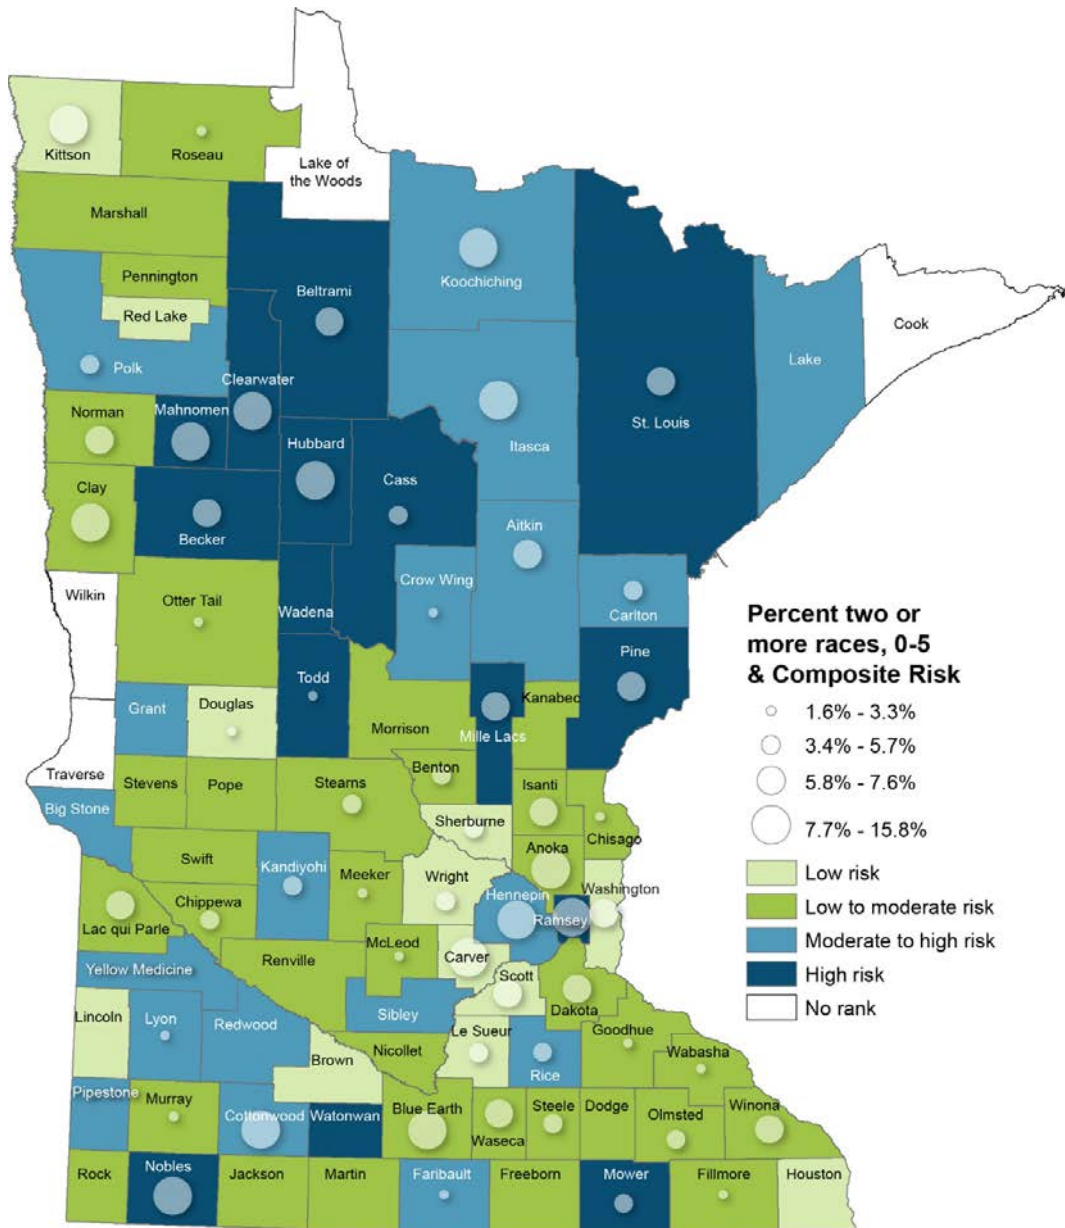 Kittson
Roseau
Lake of
the Woods
Marshall
Pennington
Red Lake
Beltrami
Koochiching
Cook
Lake
Polk
Clearwater
Norman
Mahnomen
St. Louis
Hubbard
Itasca
Cass
Clay
Becker
Aitkin
Wilkin
Otter Tail
Crow Wing
Wadena
Carlton
Percent two or
more races, 0-5
& Composite Risk
1.6% - 3.3%
3.4% - 5.7%
5.8% - 7.6%
7.7% - 15.8%
Low risk
Low to moderate risk
Moderate to high risk
High risk
No rank
Pine
Todd
Kanabec
Grant
Douglas
Morrison
Mille Lacs
Traverse
Stevens
Pope
Stearns
Benton
Isanti
Big Stone
Sherburne
Chisago
Anoka
Swift
Kandiyohi
Meeker
Wright
Washington
Hennepin
Ramsey
Chippewa
Lac qui Parle
McLeod
Carver
Renville
Yellow Medicine
Scott
Dakota
Lincoln
Lyon
Redwood
Sibley
Le Sueur
Goodhue
Nicollet
Brown
Wabasha
Rice
Pipestone
Murray
Cottonwood
Watonwan
Blue Earth
Waseca
Steele
Dodge
Olmsted
Winona
Rock
Nobles
Jackson
Martin
Faribault
Freeborn
Mower
Fillmore
Houston